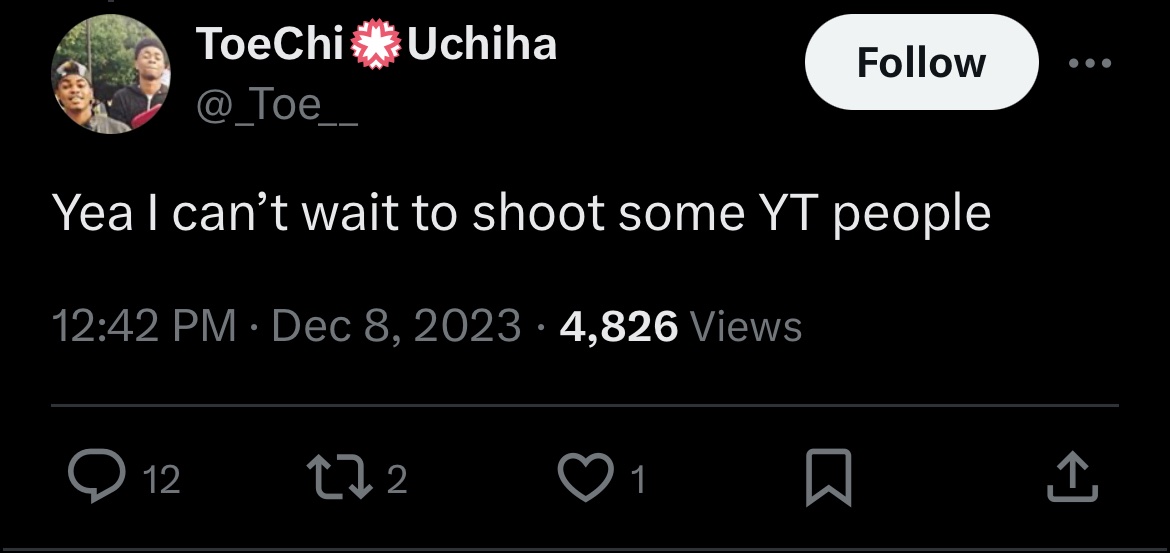 ToeChi💮Uchiha
@_Toe__
Follow
Yea I can’t wait to shoot some YT people
12:42 PM · Dec 8, 2023 · 4,826 Views
12 2 1